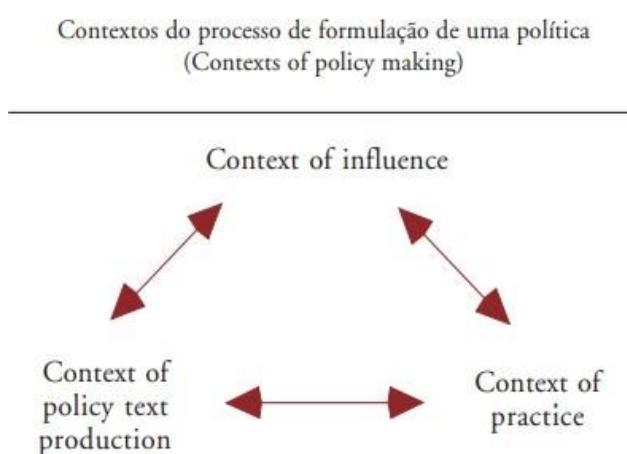 Contextos do processo de formulação de uma política
(Contexts of policy making)
Context of influence
Context of
policy text
production
Context of
practice